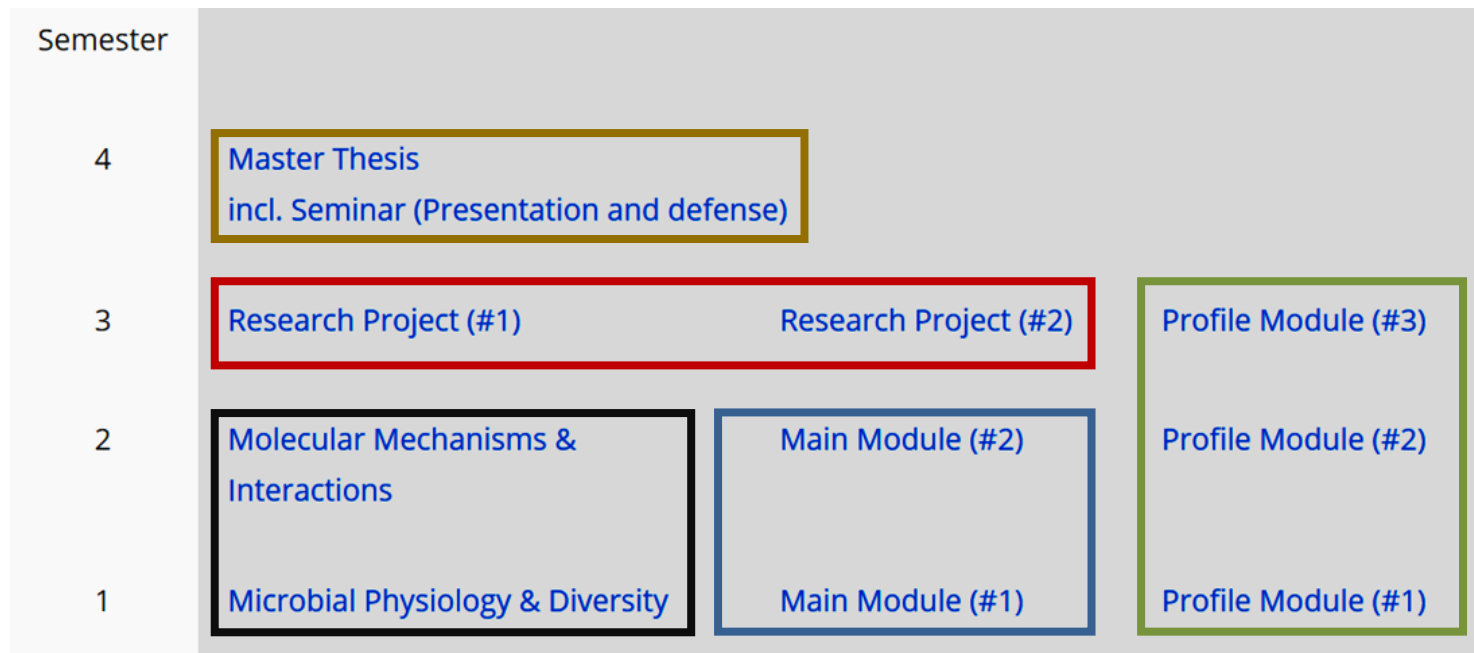 Semester
4
Master Thesis
incl. Seminar (Presentation and defense)
3
Research Project (#1)
Research Project (#2)
Profile Module (#3)
2
Molecular Mechanisms &
Interactions
Main Module (#2)
Profile Module (#2)
1
Microbial Physiology & Diversity
Main Module (#1)
Profile Module (#1)